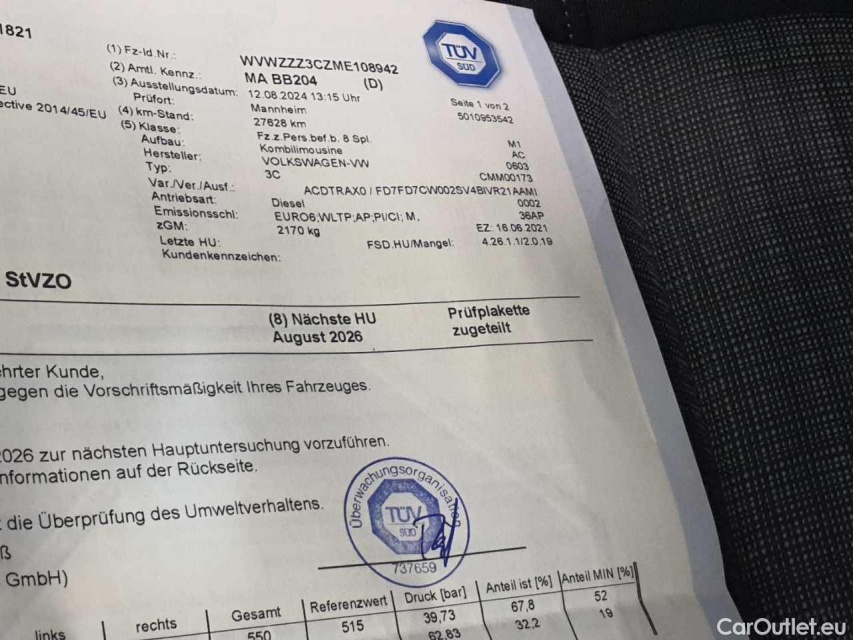 1821
(1) Fz-Id.Nr.: WVWZZZ3CZME108942
(2) Amtl. Kennz.: MA BB204 (D)
(3) Ausstellungsdatum: 12.08.2024 13:15 Uhr
Prüfort: Mannheim
(4) km-Stand: 27628 km
(5) Klasse: Fz.z.Pers.bef.b. 8 Spl. M1
Aufbau: Kombilimousine AC
Hersteller: VOLKSWAGEN-VW 0603
Typ: 3C CMM00173
Var./Ver./Ausf.: ACDTRAX0 / FD7FD7CW002SV4BIVR21AAMI
Antriebsart: Diesel 0002
Emissionsschl: EURO6;WLTP;AP;PI/CI; M, 36AP
zGM: 2170 kg EZ: 16.06.2021
Letzte HU: FSD.HU/Mangel: 4.26.1.1/2.0.19
Kundenkennzeichen:
TÜV
SÜD
Seite 1 von 2
5010953542
EU
ective 2014/45/EU
StVZO
(8) Nächste HU Prüfplakette
August 2026 zugeteilt
ehrter Kunde,
gegen die Vorschriftsmäßigkeit Ihres Fahrzeuges.
2026 zur nächsten Hauptuntersuchung vorzuführen.
nformationen auf der Rückseite.
die Überprüfung des Umweltverhaltens.
ß
GmbH)
Überwachungsorganisation
TÜV
SÜD
737659
links rechts Gesamt Referenzwert Druck [bar] Anteil ist [%] Anteil MIN [%]
550 515 39,73 67,8 52
62,83 32,2 19
CarOutlet.eu